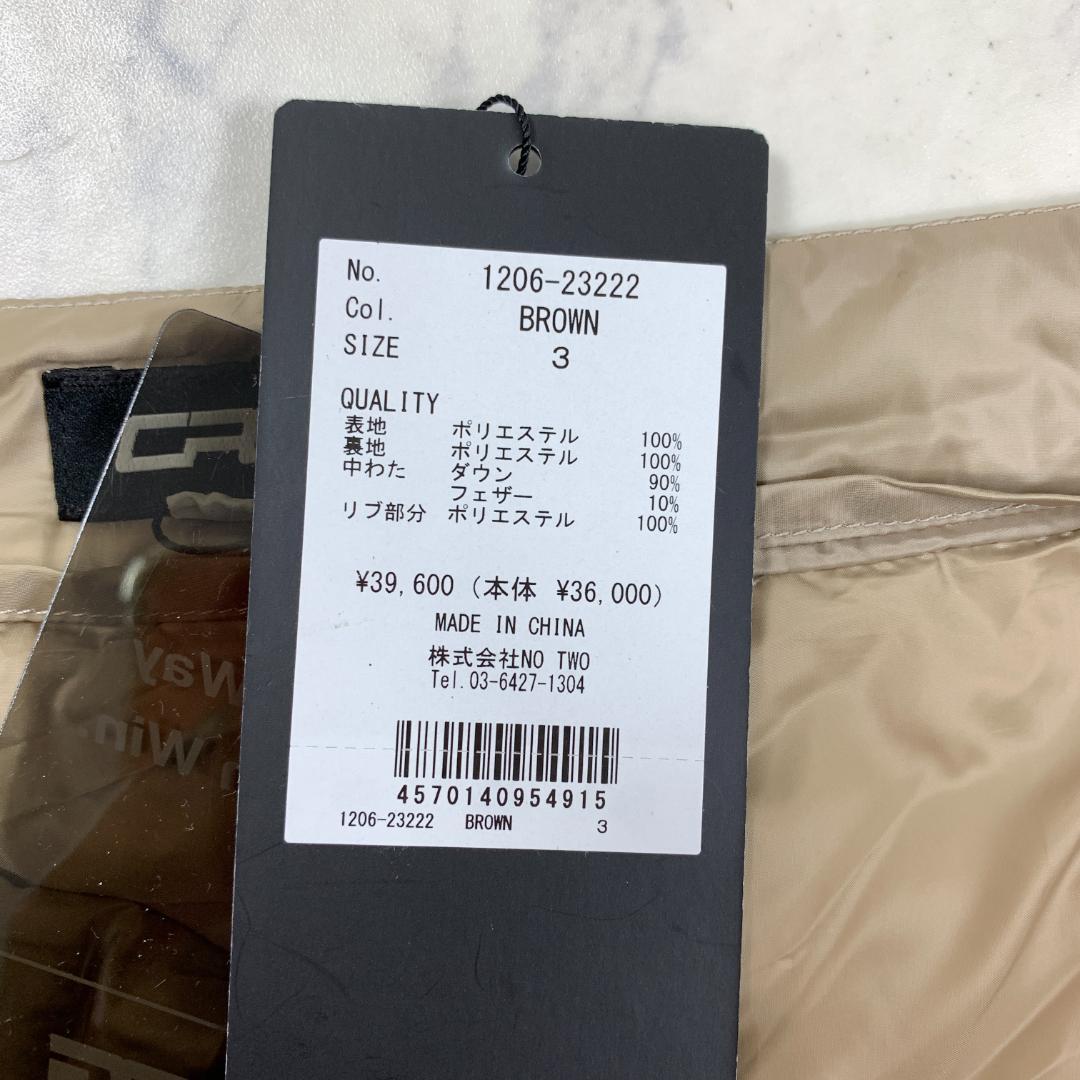 No. 1206-23222
Col. BROWN
SIZE 3
QUALITY
表地 ポリエステル 100%
裏地 ポリエステル 100%
中わた ダウン 90%
フェザー 10%
リブ部分 ポリエステル 100%
¥39,600 (本体 ¥36,000)
MADE IN CHINA
株式会社NO TWO
Tel.03-6427-1304
4570140954915
1206-23222 BROWN 3
Way
Win.